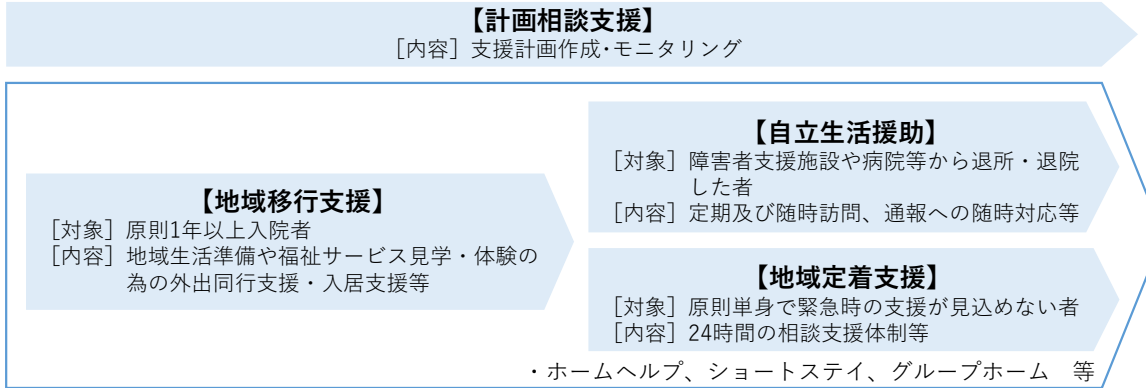 【計画相談支援】
［内容］支援計画作成･モニタリング
【地域移行支援】
［対象］原則1年以上入院者
［内容］地域生活準備や福祉サービス見学・体験の
為の外出同行支援・入居支援等
【自立生活援助】
［対象］障害者支援施設や病院等から退所・退院
した者
［内容］定期及び随時訪問、通報への随時対応等
【地域定着支援】
［対象］原則単身で緊急時の支援が見込めない者
［内容］24時間の相談支援体制等
・ホームヘルプ、ショートステイ、グループホーム　等